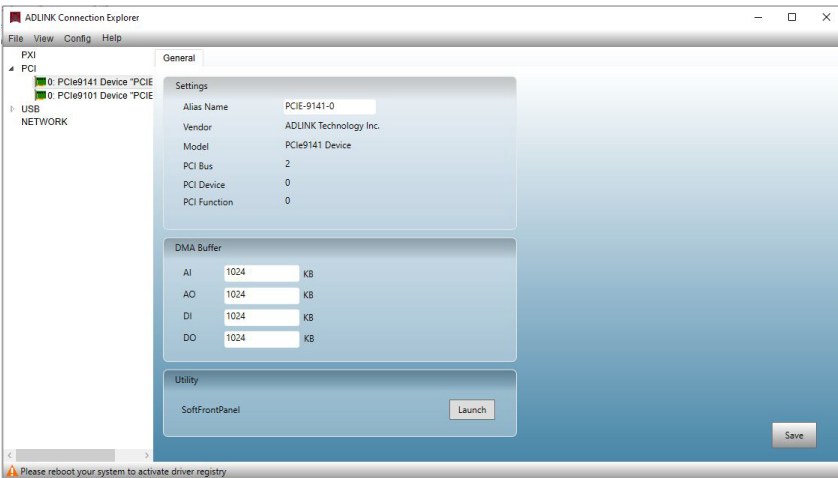 ADLINK Connection Explorer
File View Config Help
PXI
PCI
0: PCIe9141 Device "PCIE
0: PCIe9101 Device "PCIE
USB
NETWORK
General
Settings
Alias Name PCIE-9141-0
Vendor ADLINK Technology Inc.
Model PCIe9141 Device
PCI Bus 2
PCI Device 0
PCI Function 0
DMA Buffer
AI 1024 KB
AO 1024 KB
DI 1024 KB
DO 1024 KB
Utility
SoftFrontPanel Launch
Save
Please reboot your system to activate driver registry